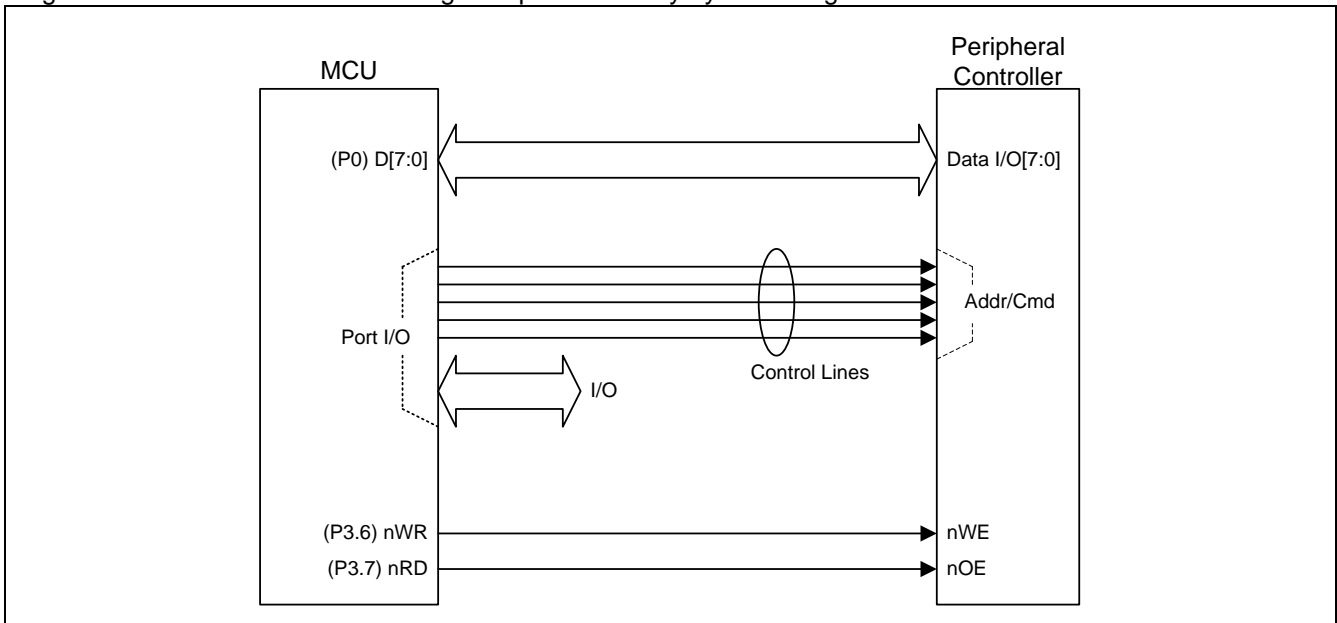 MCU
Peripheral
Controller
(P0) D[7:0]
Data I/O[7:0]
Addr/Cmd
Port I/O
Control Lines
I/O
(P3.6) nWR
nWE
(P3.7) nRD
nOE